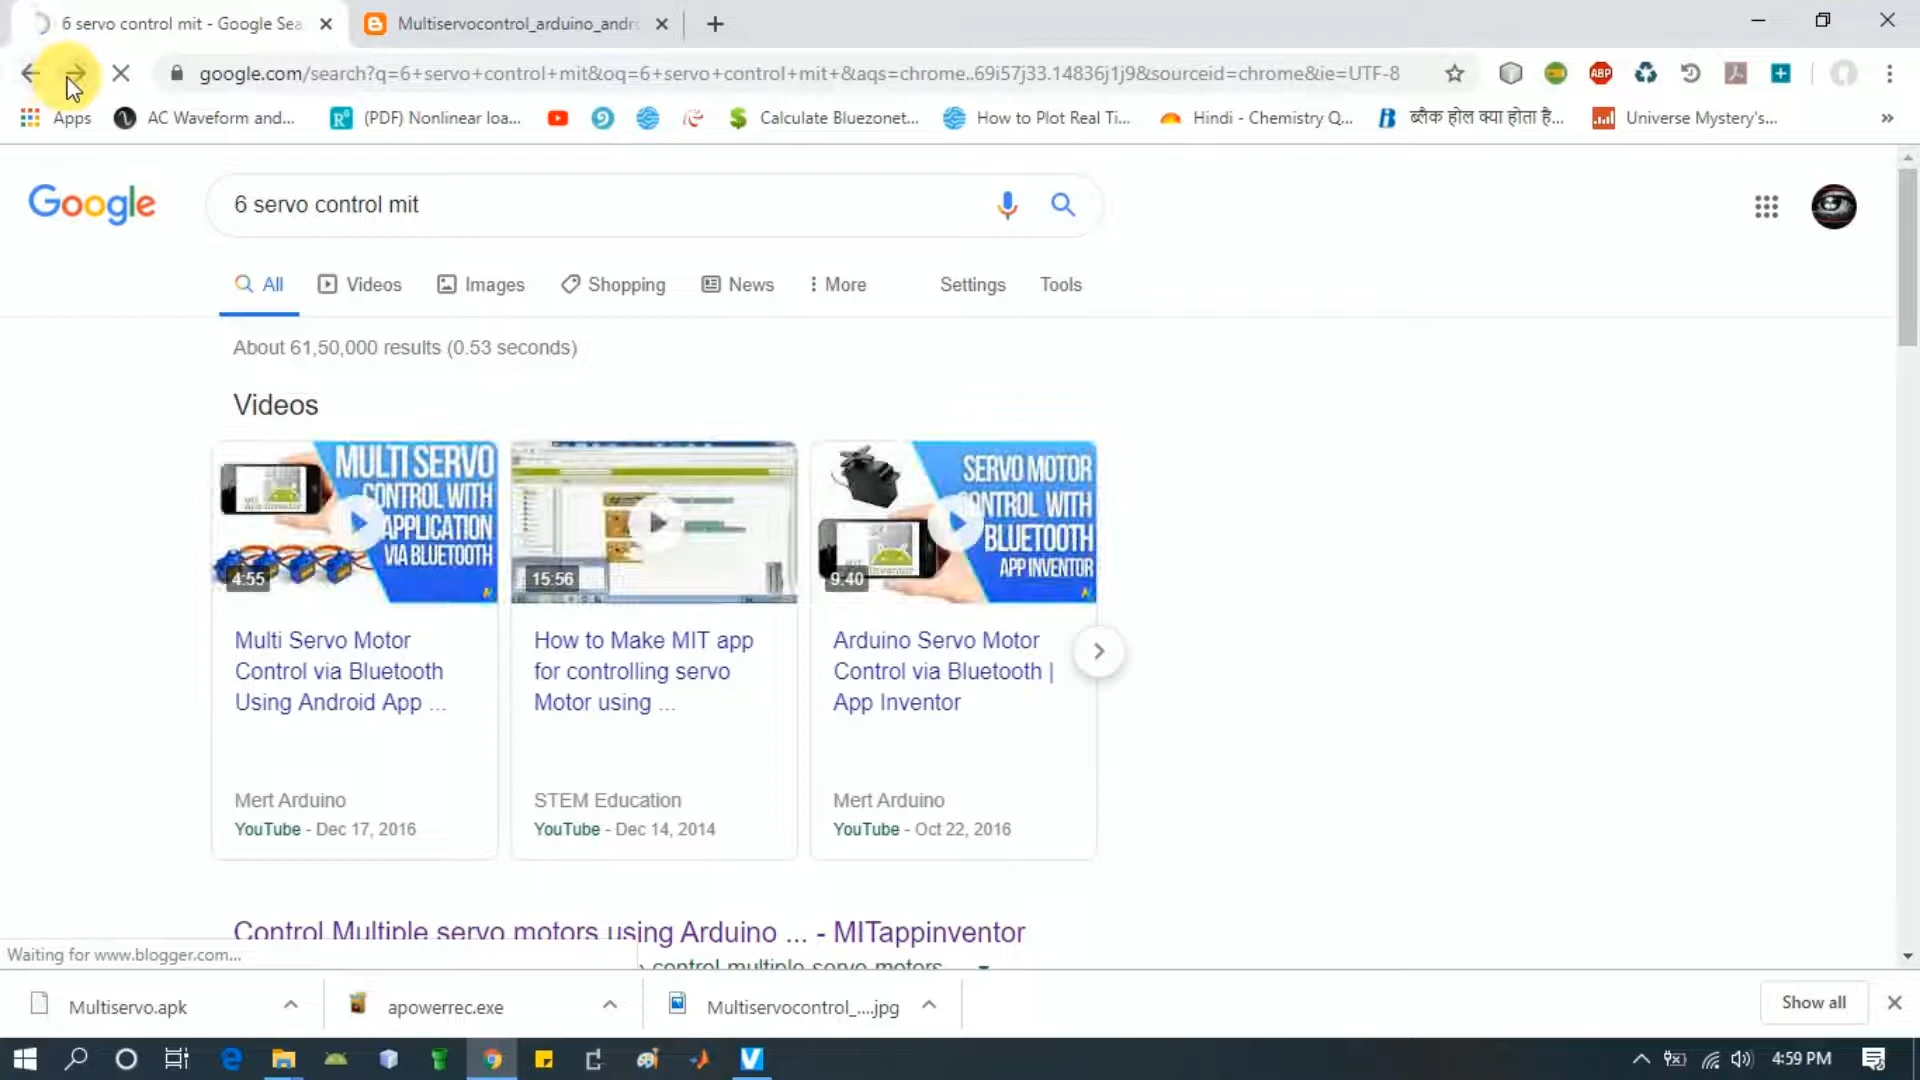 6 servo control mit - Google Sea
Multiservocontrol_arduino_andr
google.com/search?q=6+servo+control+mit&oq=6+servo+control+mit+&aqs=chrome..69i57j33.14836j1j9&sourceid=chrome&ie=UTF-8
ABP
Apps
AC Waveform and...
(PDF) Nonlinear loa...
Calculate Bluezonet...
How to Plot Real Ti...
Hindi - Chemistry Q...
ब्लैक होल क्या होता है...
Universe Mystery's...
Google
6 servo control mit
All
Videos
Images
Shopping
News
More
Settings
Tools
About 61,50,000 results (0.53 seconds)
Videos
MULTI SERVO
CONTROL WITH
APPLICATION
VIA BLUETOOTH
4:55
15:56
SERVO MOTOR
CONTROL WITH
BLUETOOTH
APP INVENTOR
9:40
Multi Servo Motor
Control via Bluetooth
Using Android App ...
Mert Arduino
YouTube - Dec 17, 2016
How to Make MIT app
for controlling servo
Motor using ...
STEM Education
YouTube - Dec 14, 2014
Arduino Servo Motor
Control via Bluetooth |
App Inventor
Mert Arduino
YouTube - Oct 22, 2016
Control Multiple servo motors using Arduino ... - MITappinventor
control multiple servo motors
Waiting for www.blogger.com...
Multiservo.apk
apowerrec.exe
Multiservocontrol_....jpg
Show all
4:59 PM